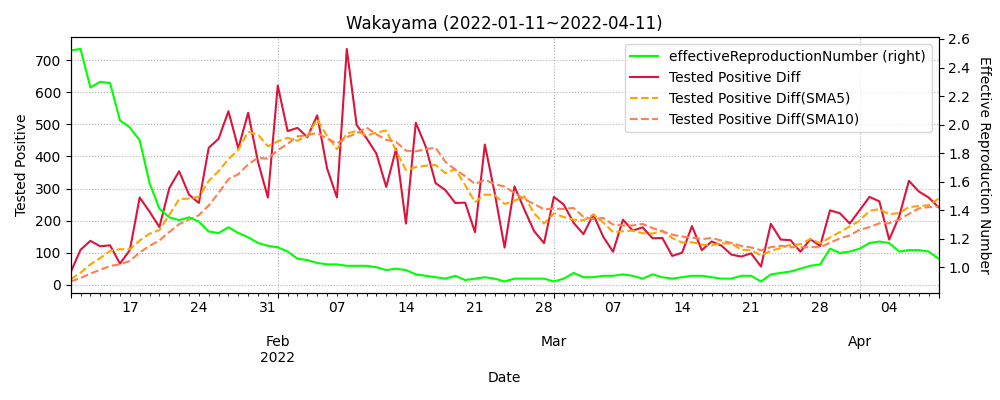 Wakayama (2022-01-11~2022-04-11)
effectiveReproductionNumber (right)
Tested Positive Diff
Tested Positive Diff(SMA5)
Tested Positive Diff(SMA10)
Tested Positive
700
600
500
400
300
200
100
0
2.6
2.4
2.2
2.0
1.8
1.6
1.4
1.2
1.0
Effective Reproduction Number
17 24 31 07 14 21 28 07 14 21 28 04
Feb Mar Apr
2022
Date